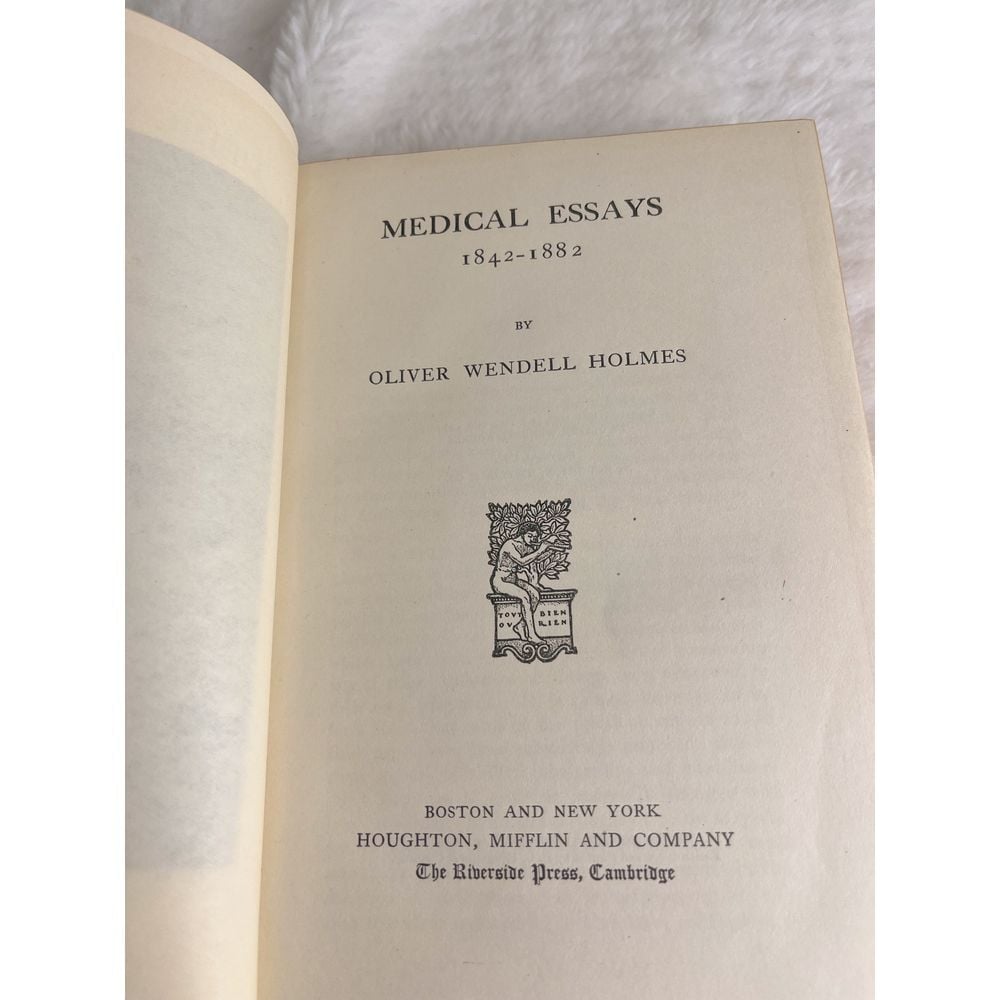 MEDICAL ESSAYS
1842-1882
BY
OLIVER WENDELL HOLMES
TOVT BIEN
OV RIEN
BOSTON AND NEW YORK
HOUGHTON, MIFFLIN AND COMPANY
The Riverside Press, Cambridge